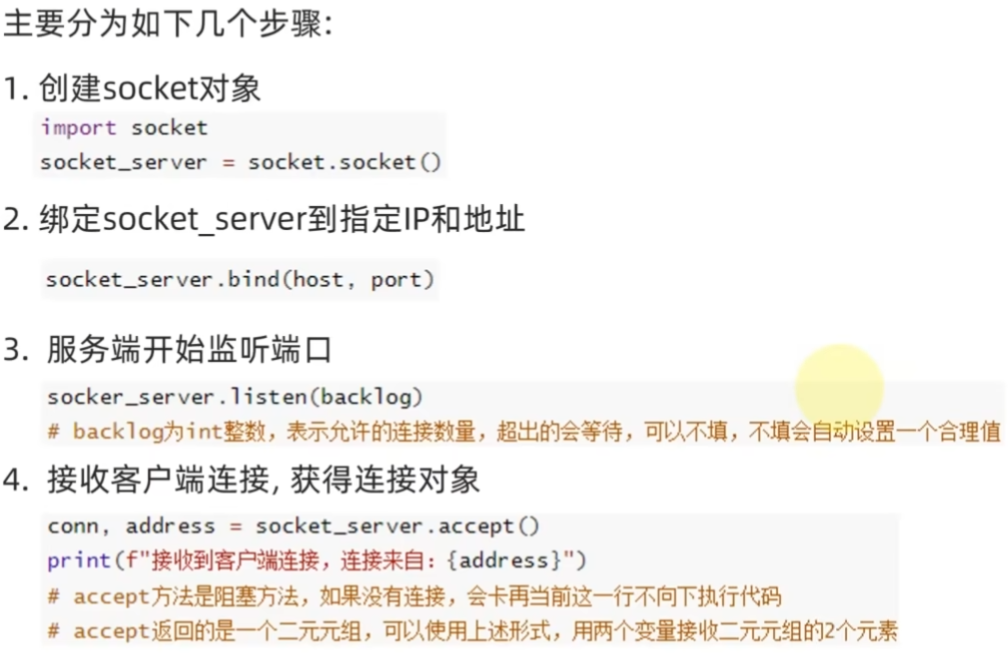 主要分为如下几个步骤:
1. 创建socket对象
import socket
socket_server = socket.socket()
2. 绑定socket_server到指定IP和地址
socket_server.bind(host, port)
3. 服务端开始监听端口
socker_server.listen(backlog)
# backlog为int整数，表示允许的连接数量，超出的会等待，可以不填，不填会自动设置一个合理值
4. 接收客户端连接, 获得连接对象
conn, address = socket_server.accept()
print(f"接收到客户端连接，连接来自：{address}")
# accept方法是阻塞方法，如果没有连接，会卡再当前这一行不向下执行代码
# accept返回的是一个二元元组，可以使用上述形式，用两个变量接收二元元组的2个元素